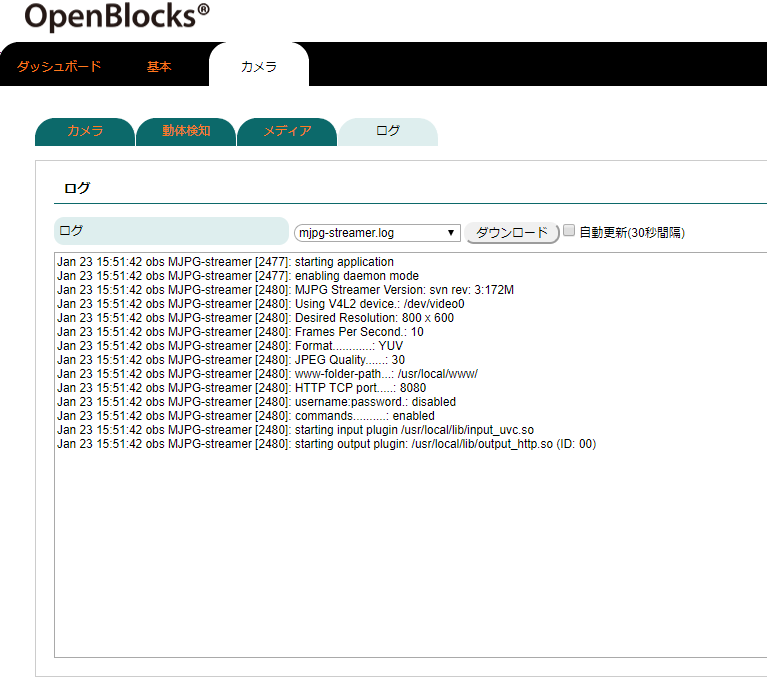 OpenBlocks®
ダッシュボード 基本 カメラ
カメラ 動体検知 メディア ログ
ログ
ログ mjpg-streamer.log ダウンロード 自動更新(30秒間隔)
Jan 23 15:51:42 obs MJPG-streamer [2477]: starting application
Jan 23 15:51:42 obs MJPG-streamer [2477]: enabling daemon mode
Jan 23 15:51:42 obs MJPG-streamer [2480]: MJPG Streamer Version: svn rev: 3:172M
Jan 23 15:51:42 obs MJPG-streamer [2480]: Using V4L2 device.: /dev/video0
Jan 23 15:51:42 obs MJPG-streamer [2480]: Desired Resolution: 800 x 600
Jan 23 15:51:42 obs MJPG-streamer [2480]: Frames Per Second.: 10
Jan 23 15:51:42 obs MJPG-streamer [2480]: Format............: YUV
Jan 23 15:51:42 obs MJPG-streamer [2480]: JPEG Quality......: 30
Jan 23 15:51:42 obs MJPG-streamer [2480]: www-folder-path...: /usr/local/www/
Jan 23 15:51:42 obs MJPG-streamer [2480]: HTTP TCP port.....: 8080
Jan 23 15:51:42 obs MJPG-streamer [2480]: username:password.: disabled
Jan 23 15:51:42 obs MJPG-streamer [2480]: commands..........: enabled
Jan 23 15:51:42 obs MJPG-streamer [2480]: starting input plugin /usr/local/lib/input_uvc.so
Jan 23 15:51:42 obs MJPG-streamer [2480]: starting output plugin: /usr/local/lib/output_http.so (ID: 00)